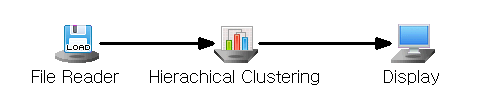 LOAD
File Reader
Hierachical Clustering
Display